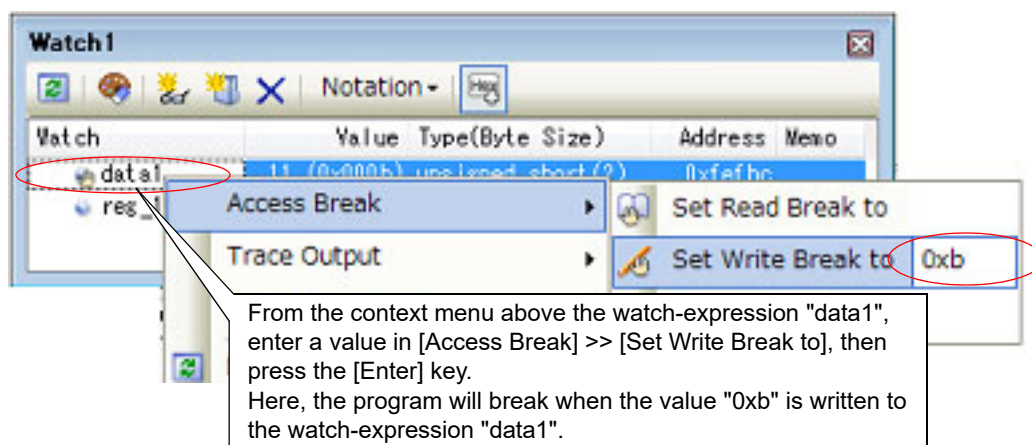 Watch1
Notation
Hex
Watch Value Type(Byte Size) Address Memo
data1 11 (0x000b) unsigned short(2)
reg_
Access Break
Set Read Break to
Trace Output
Set Write Break to 0xb
From the context menu above the watch-expression "data1",
enter a value in [Access Break] >> [Set Write Break to], then
press the [Enter] key.
Here, the program will break when the value "0xb" is written to
the watch-expression "data1".